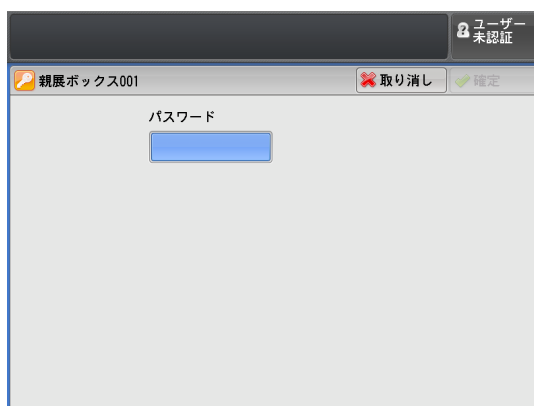 ユーザー
未認証
親展ボックス001
取り消し
確定
パスワード